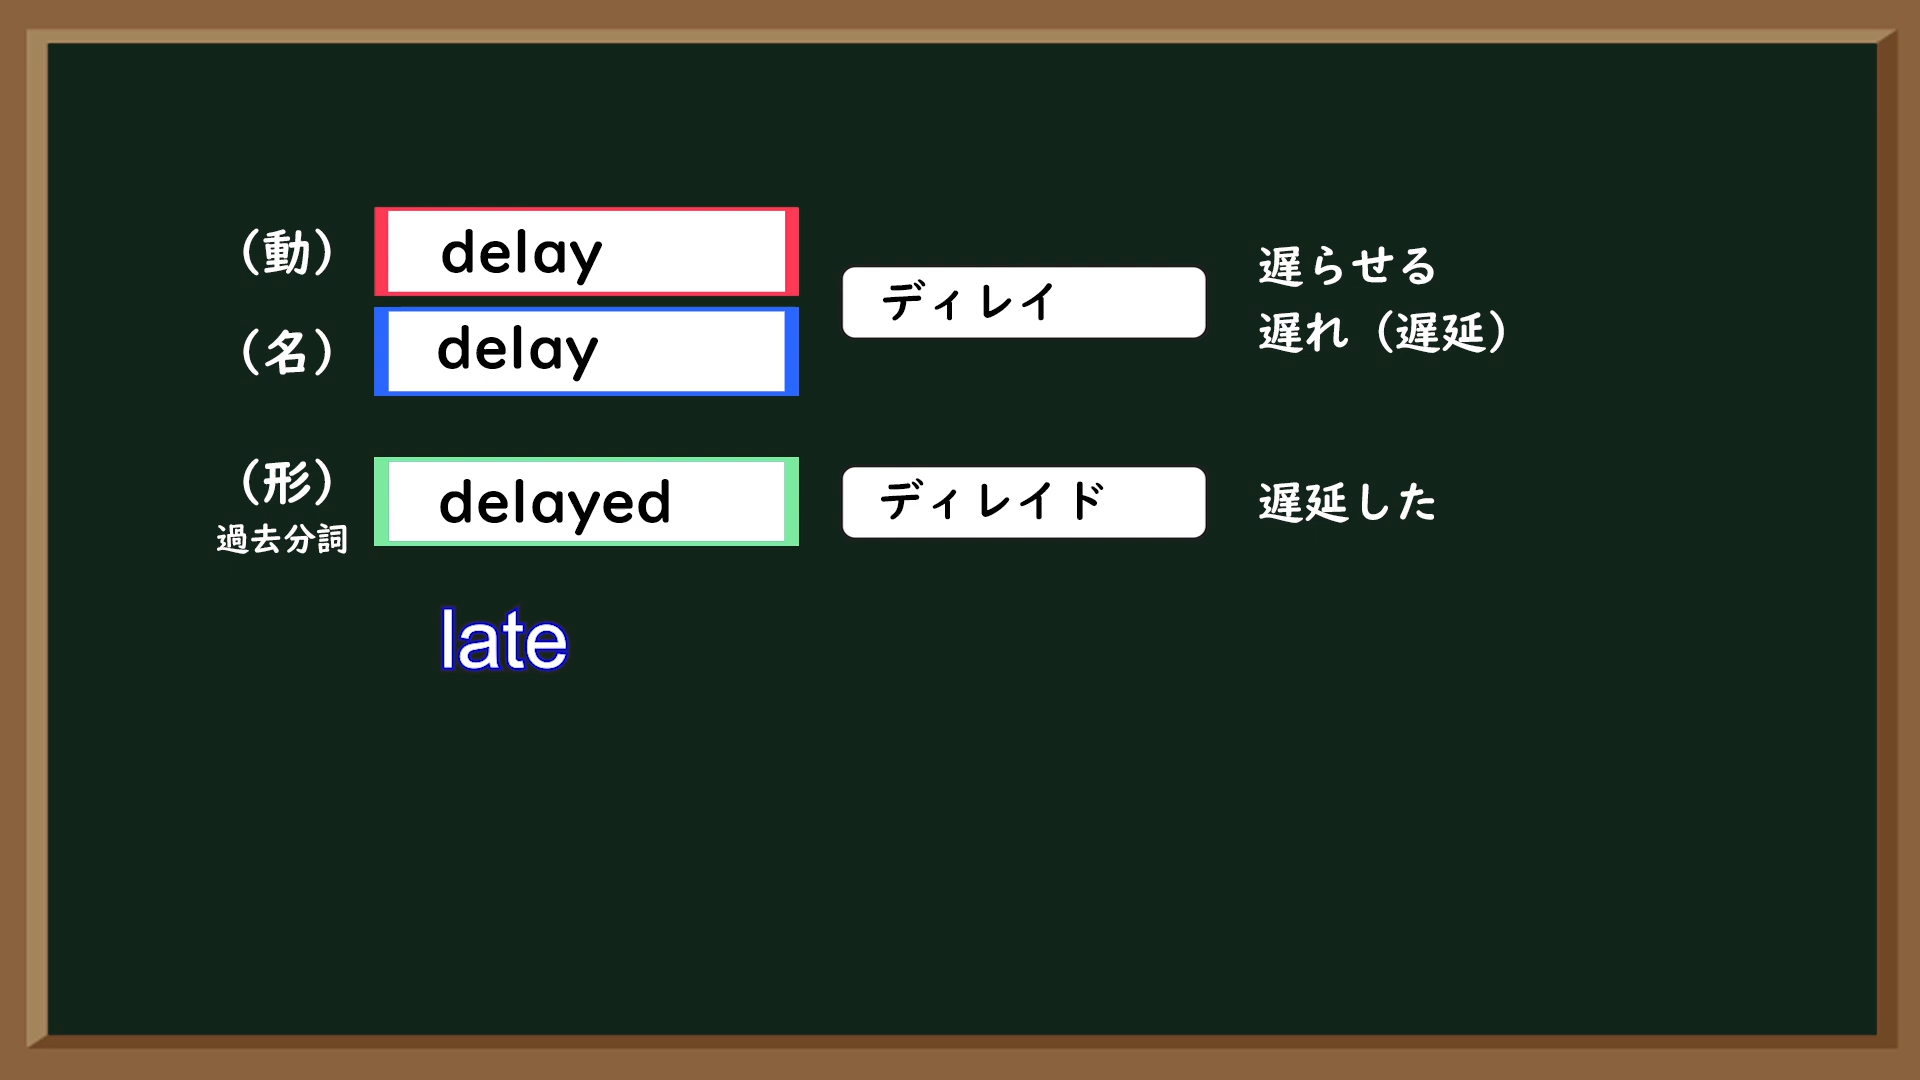 （動） delay
ディレイ
遅らせる
（名） delay
遅れ（遅延）
（形） delayed ディレイド 遅延した
過去分詞
late